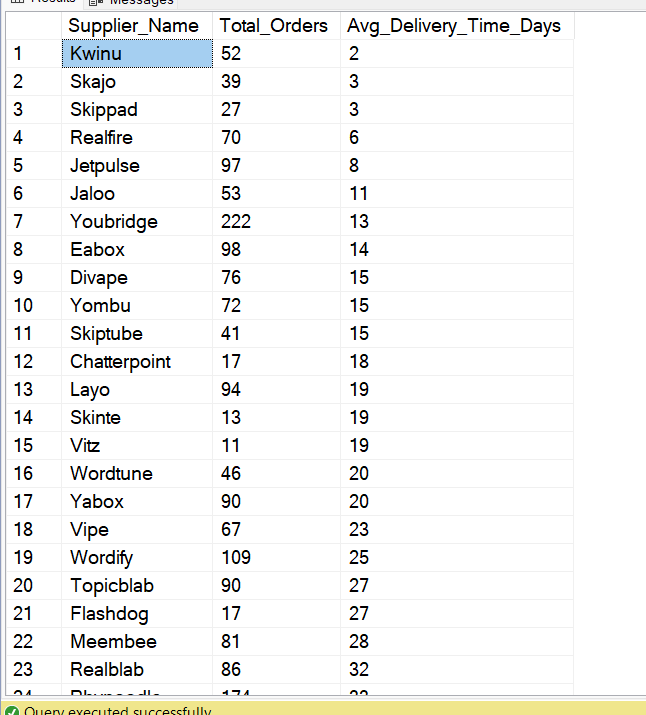 Results Messages
Supplier_Name Total_Orders Avg_Delivery_Time_Days
1 Kwinu 52 2
2 Skajo 39 3
3 Skippad 27 3
4 Realfire 70 6
5 Jetpulse 97 8
6 Jaloo 53 11
7 Youbridge 222 13
8 Eabox 98 14
9 Divape 76 15
10 Yombu 72 15
11 Skiptube 41 15
12 Chatterpoint 17 18
13 Layo 94 19
14 Skinte 13 19
15 Vitz 11 19
16 Wordtune 46 20
17 Yabox 90 20
18 Vipe 67 23
19 Wordify 109 25
20 Topicblab 90 27
21 Flashdog 17 27
22 Meembee 81 28
23 Realblab 86 32
24 174
Query executed successfully